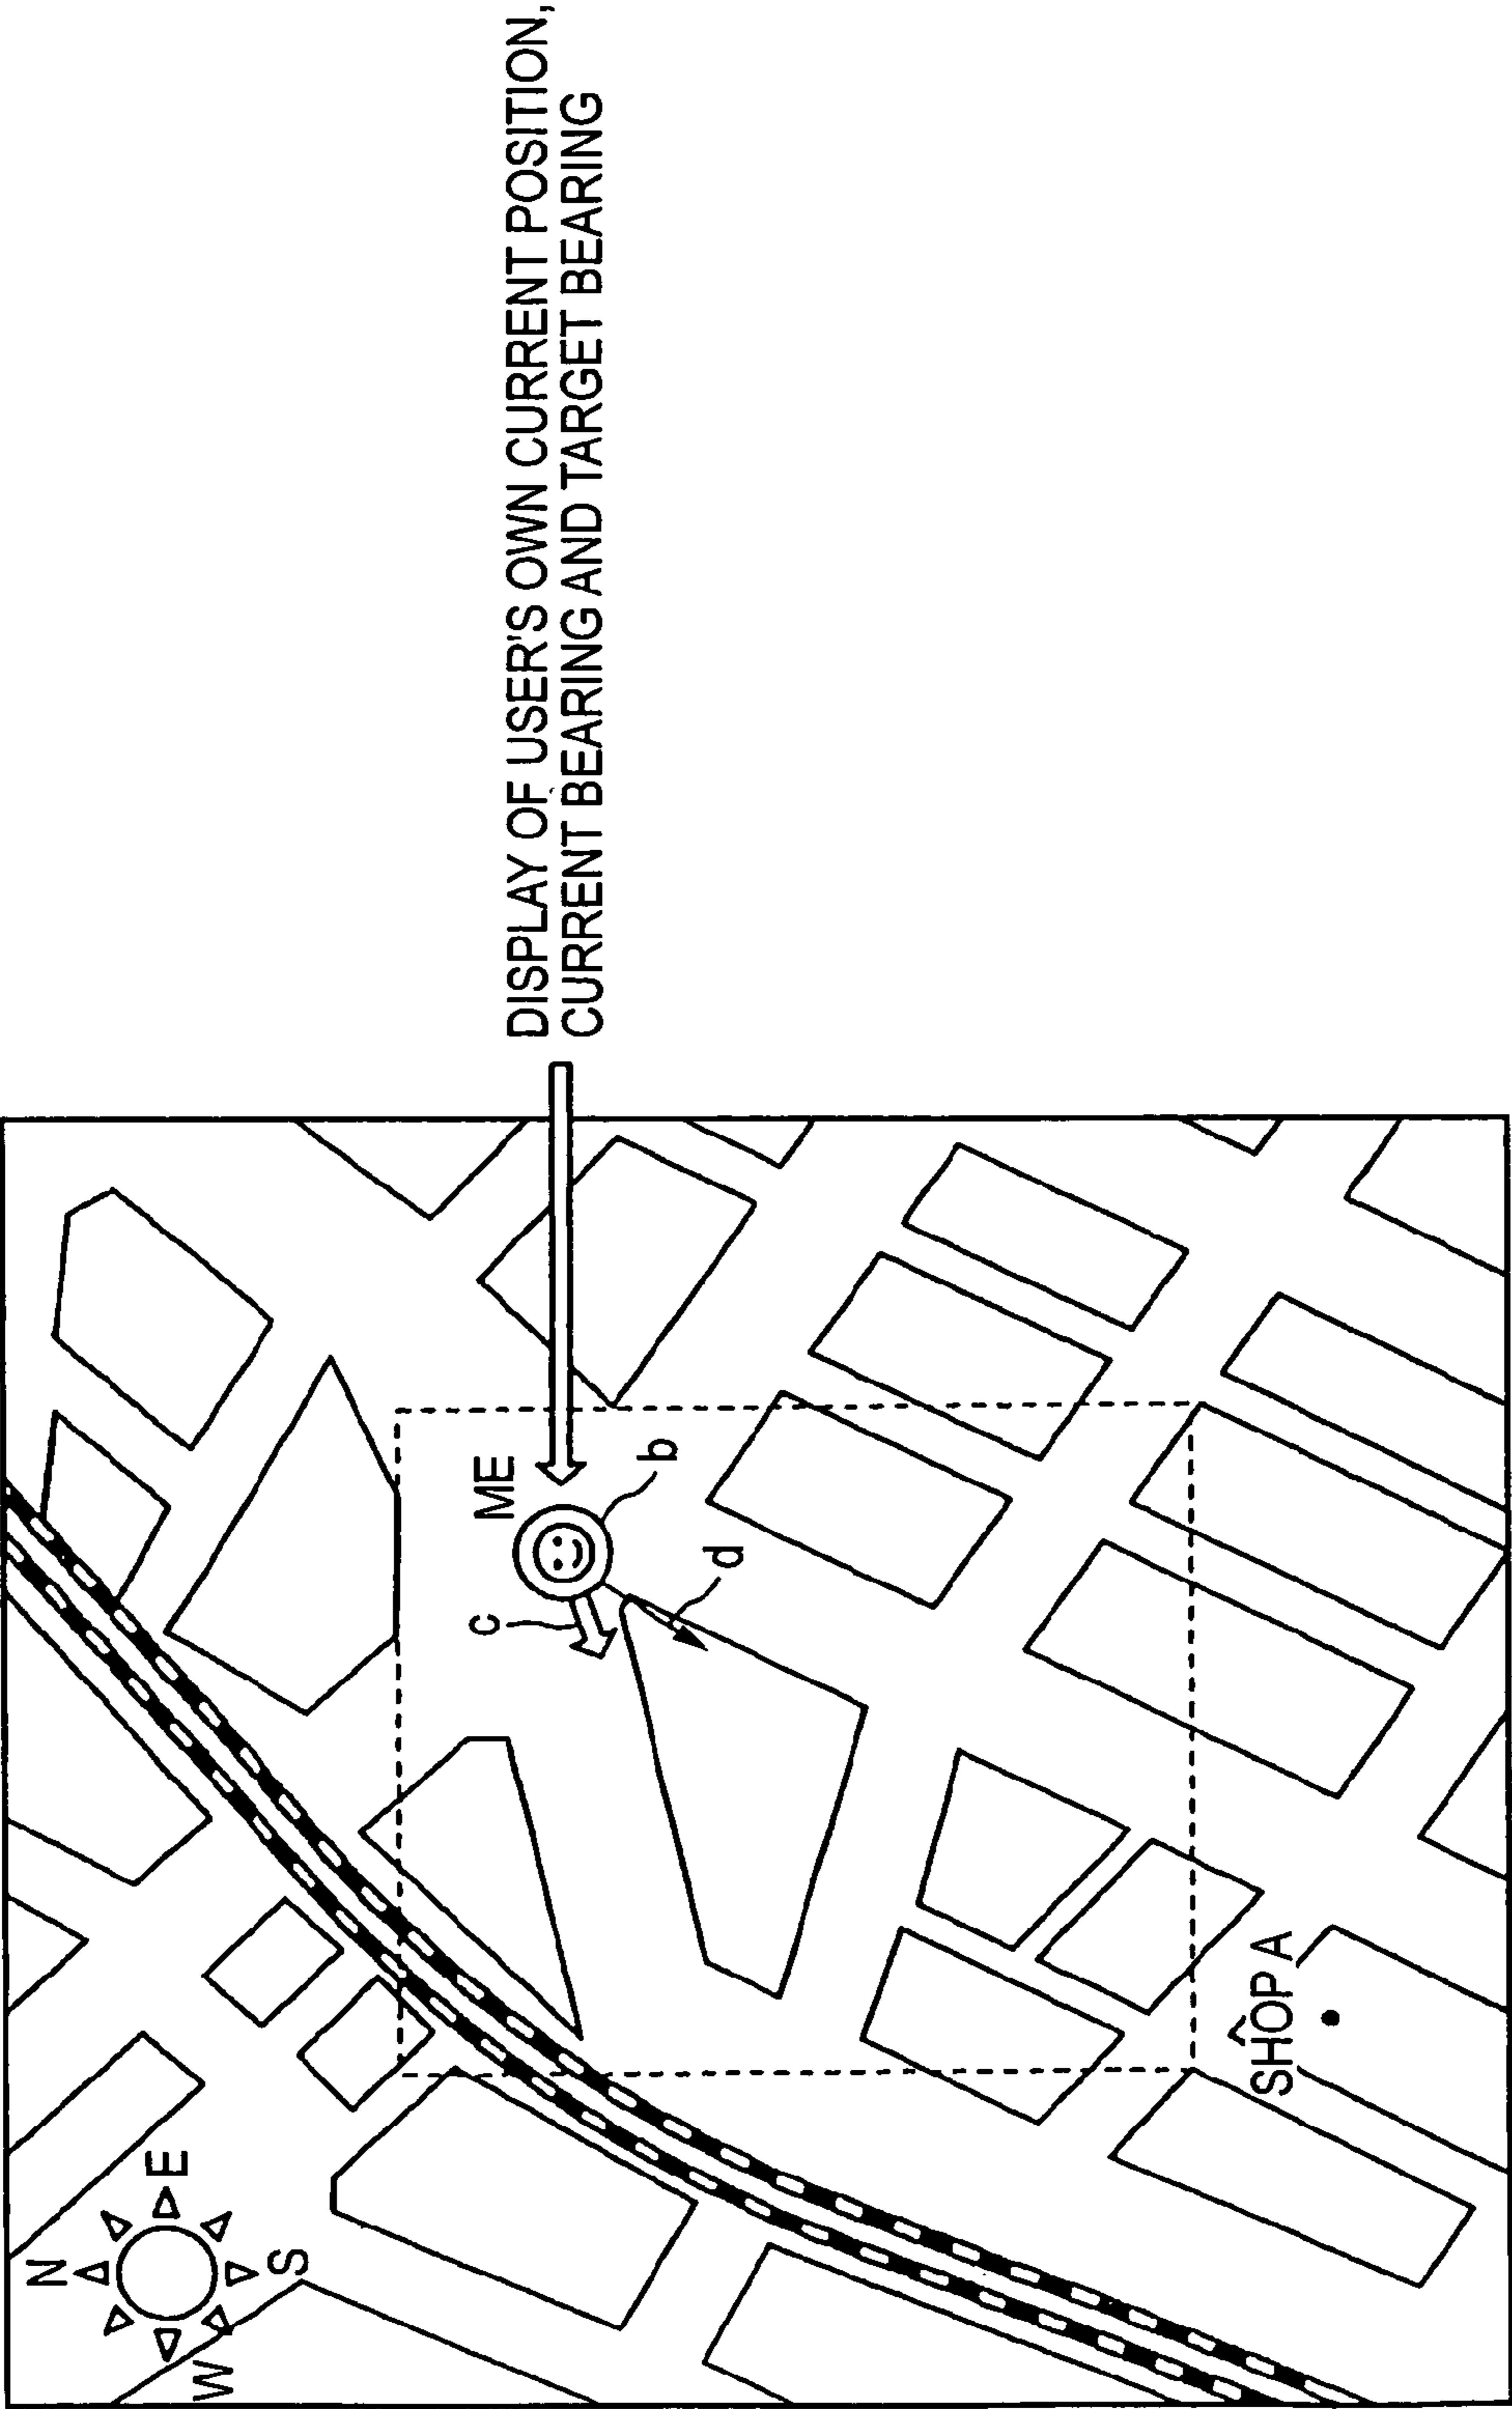 DISPLAY OF USER'S OWN CURRENT POSITION,
CURRENT BEARING AND TARGET BEARING
N
E
S
W
ME
c
b
d
SHOP A